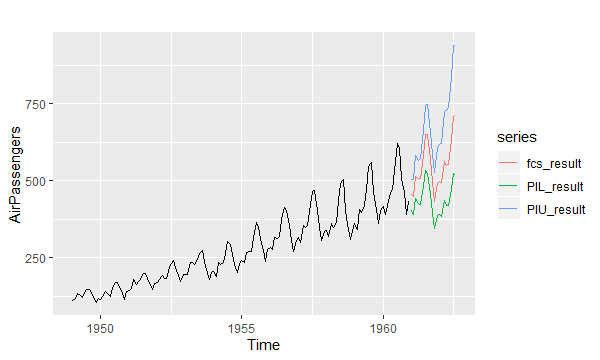 AirPassengers
750
500
250
1950
1955
1960
Time
series
fcs_result
PIL_result
PIU_result